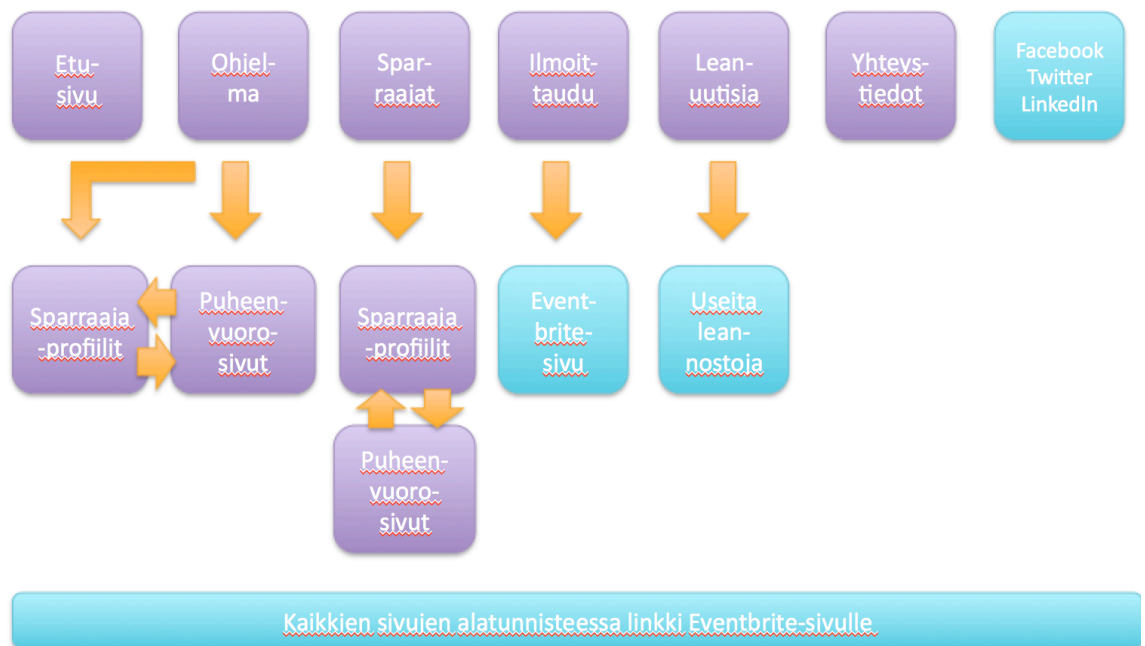 Etu-
sivu
Ohjel-
ma
Spar-
raajat
Ilmoit-
taudu
Lean-
uutisia
Yhteys-
tiedot
Facebook
Twitter
LinkedIn
Sparraaja
-profiilit
Puheen-
vuoro-
sivut
Sparraaja
-profiilit
Event-
brite-
sivu
Useita
lean-
nostoja
Puheen-
vuoro-
sivut
Kaikkien sivujen alatunnisteessa linkki Eventbrite-sivulle